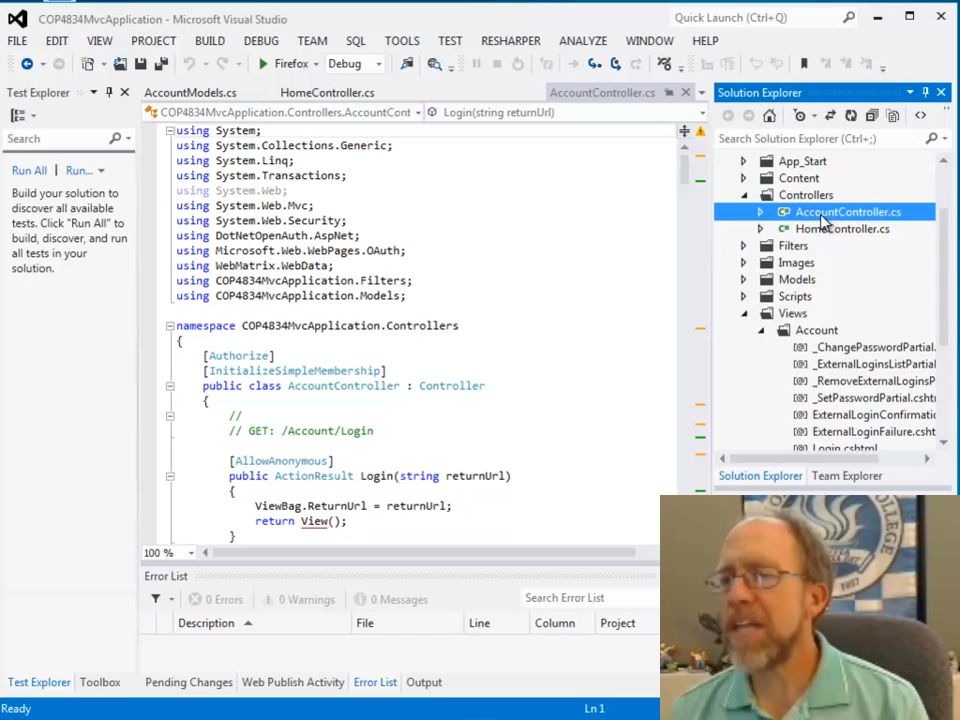 COP4834MvcApplication - Microsoft Visual Studio
Quick Launch (Ctrl+Q)
FILE EDIT VIEW PROJECT BUILD DEBUG TEAM SQL TOOLS TEST RESHARPER ANALYZE WINDOW HELP
Firefox Debug
Test Explorer
Search
Run All Run...
Build your solution to
discover all available
tests. Click "Run All" to
build, discover, and run
all tests in your
solution.
AccountModels.cs HomeController.cs AccountController.cs
COP4834MvcApplication.Controllers.AccountCont Login(string returnUrl)
using System;
using System.Collections.Generic;
using System.Linq;
using System.Transactions;
using System.Web;
using System.Web.Mvc;
using System.Web.Security;
using DotNetOpenAuth.AspNet;
using Microsoft.Web.WebPages.OAuth;
using WebMatrix.WebData;
using COP4834MvcApplication.Filters;
using COP4834MvcApplication.Models;
namespace COP4834MvcApplication.Controllers
{
[Authorize]
[InitializeSimpleMembership]
public class AccountController : Controller
{
//
// GET: /Account/Login
[AllowAnonymous]
public ActionResult Login(string returnUrl)
{
ViewBag.ReturnUrl = returnUrl;
return View();
}
100 %
Solution Explorer
Search Solution Explorer (Ctrl+;)
App_Start
Content
Controllers
AccountController.cs
HomeController.cs
Filters
Images
Models
Scripts
Views
Account
_ChangePasswordPartial.
_ExternalLoginsListPartial
_RemoveExternalLoginsP
_SetPasswordPartial.cshtm
ExternalLoginConfirmatio
ExternalLoginFailure.csht
Login.cshtml
Solution Explorer Team Explorer
Error List
0 Errors 0 Warnings 0 Messages Search Error List
Description File Line Column Project
Test Explorer Toolbox Pending Changes Web Publish Activity Error List Output
Ready Ln 1
COLLEGE